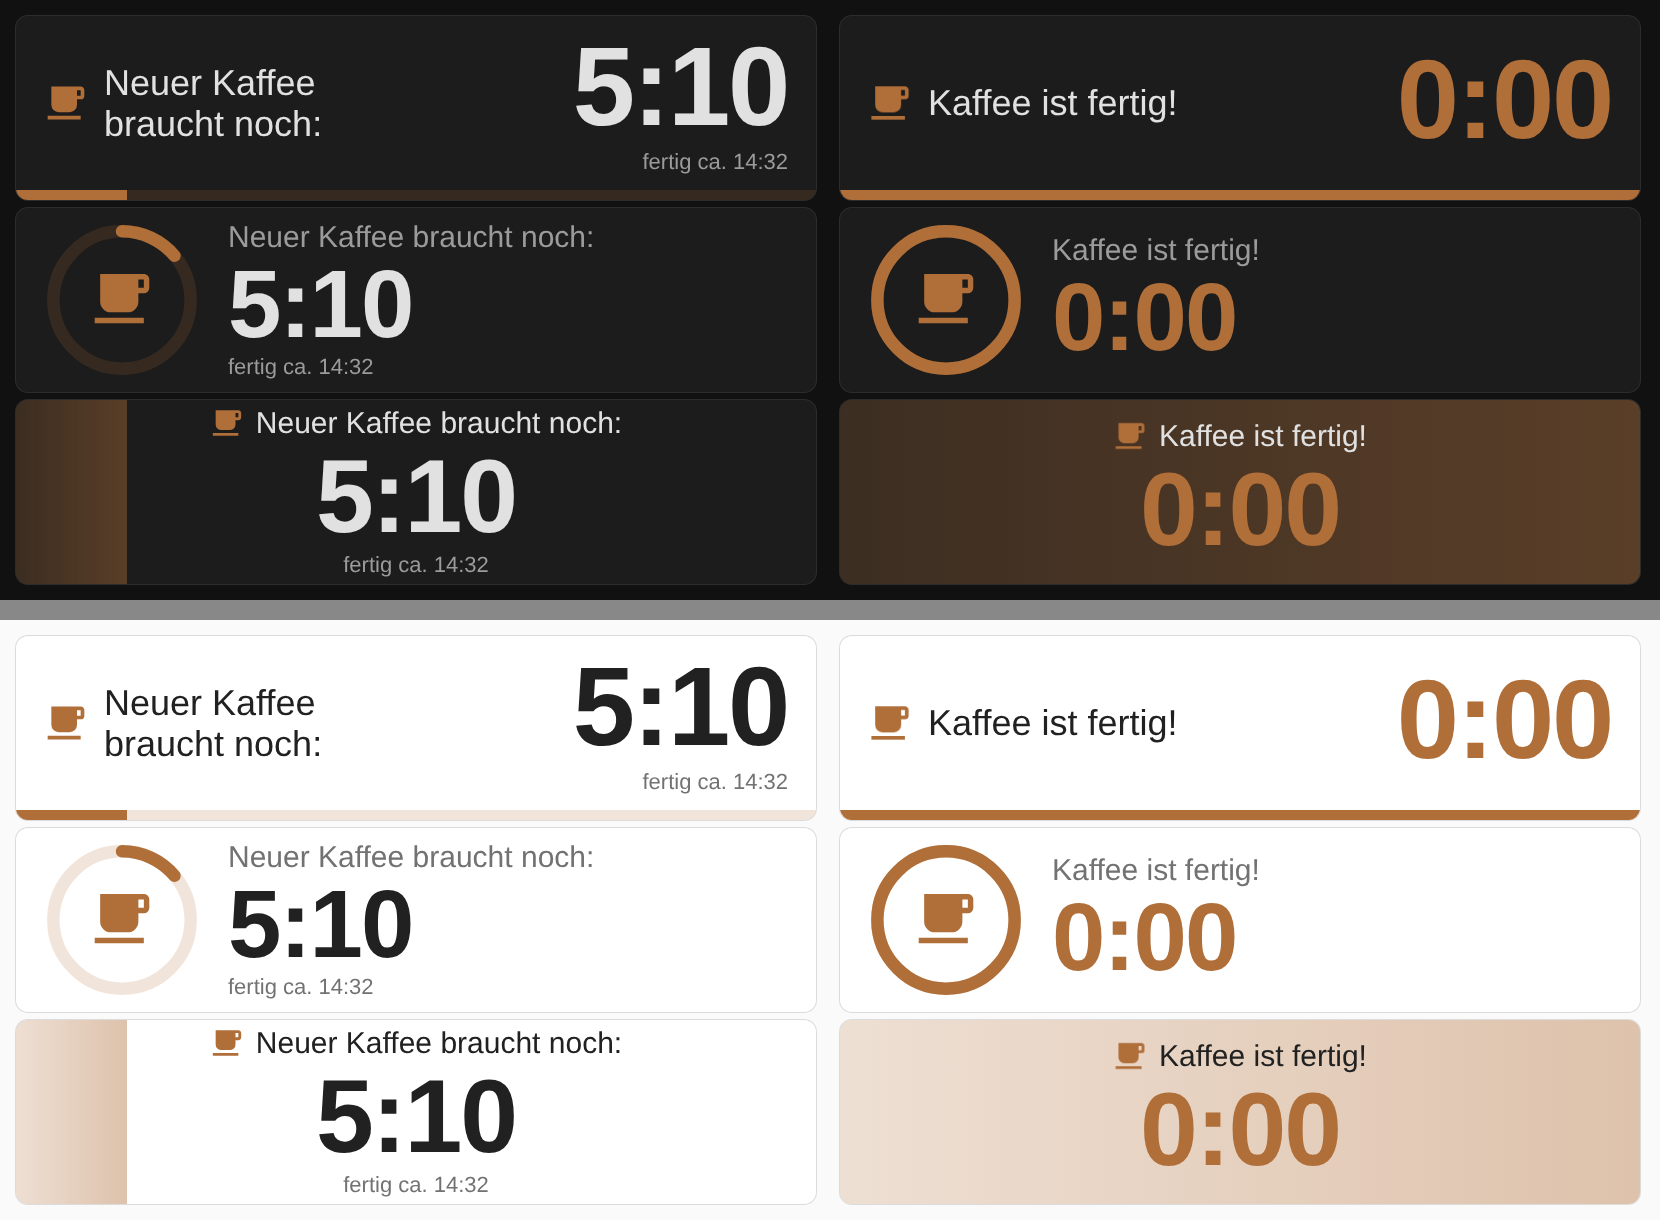 Neuer Kaffee
braucht noch:
5:10
fertig ca. 14:32
Kaffee ist fertig!
0:00
Neuer Kaffee braucht noch:
5:10
fertig ca. 14:32
Kaffee ist fertig!
0:00
Neuer Kaffee braucht noch:
5:10
fertig ca. 14:32
Kaffee ist fertig!
0:00
Neuer Kaffee
braucht noch:
5:10
fertig ca. 14:32
Kaffee ist fertig!
0:00
Neuer Kaffee braucht noch:
5:10
fertig ca. 14:32
Kaffee ist fertig!
0:00
Neuer Kaffee braucht noch:
5:10
fertig ca. 14:32
Kaffee ist fertig!
0:00